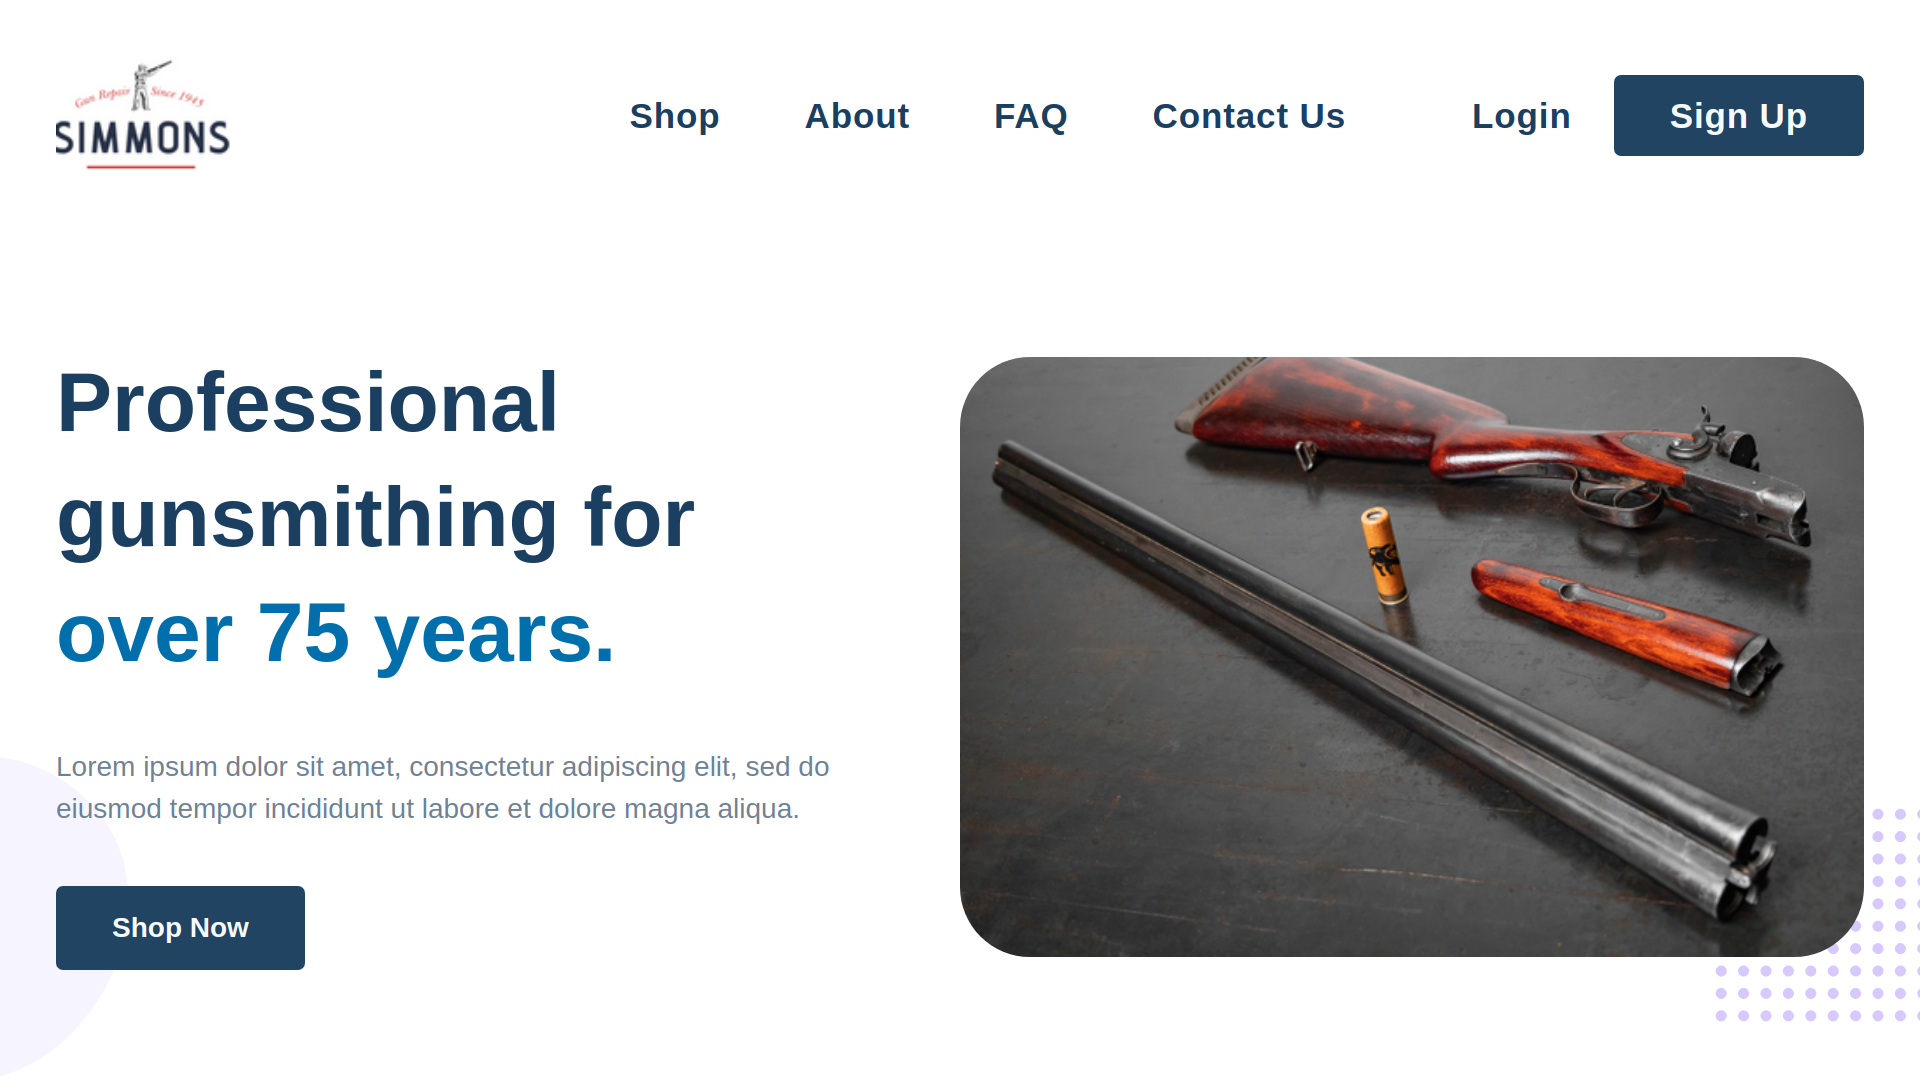 Gun Repair Since 1945
SIMMONS
Shop About FAQ Contact Us Login Sign Up
Professional
gunsmithing for
over 75 years.
Lorem ipsum dolor sit amet, consectetur adipiscing elit, sed do
eiusmod tempor incididunt ut labore et dolore magna aliqua.
Shop Now